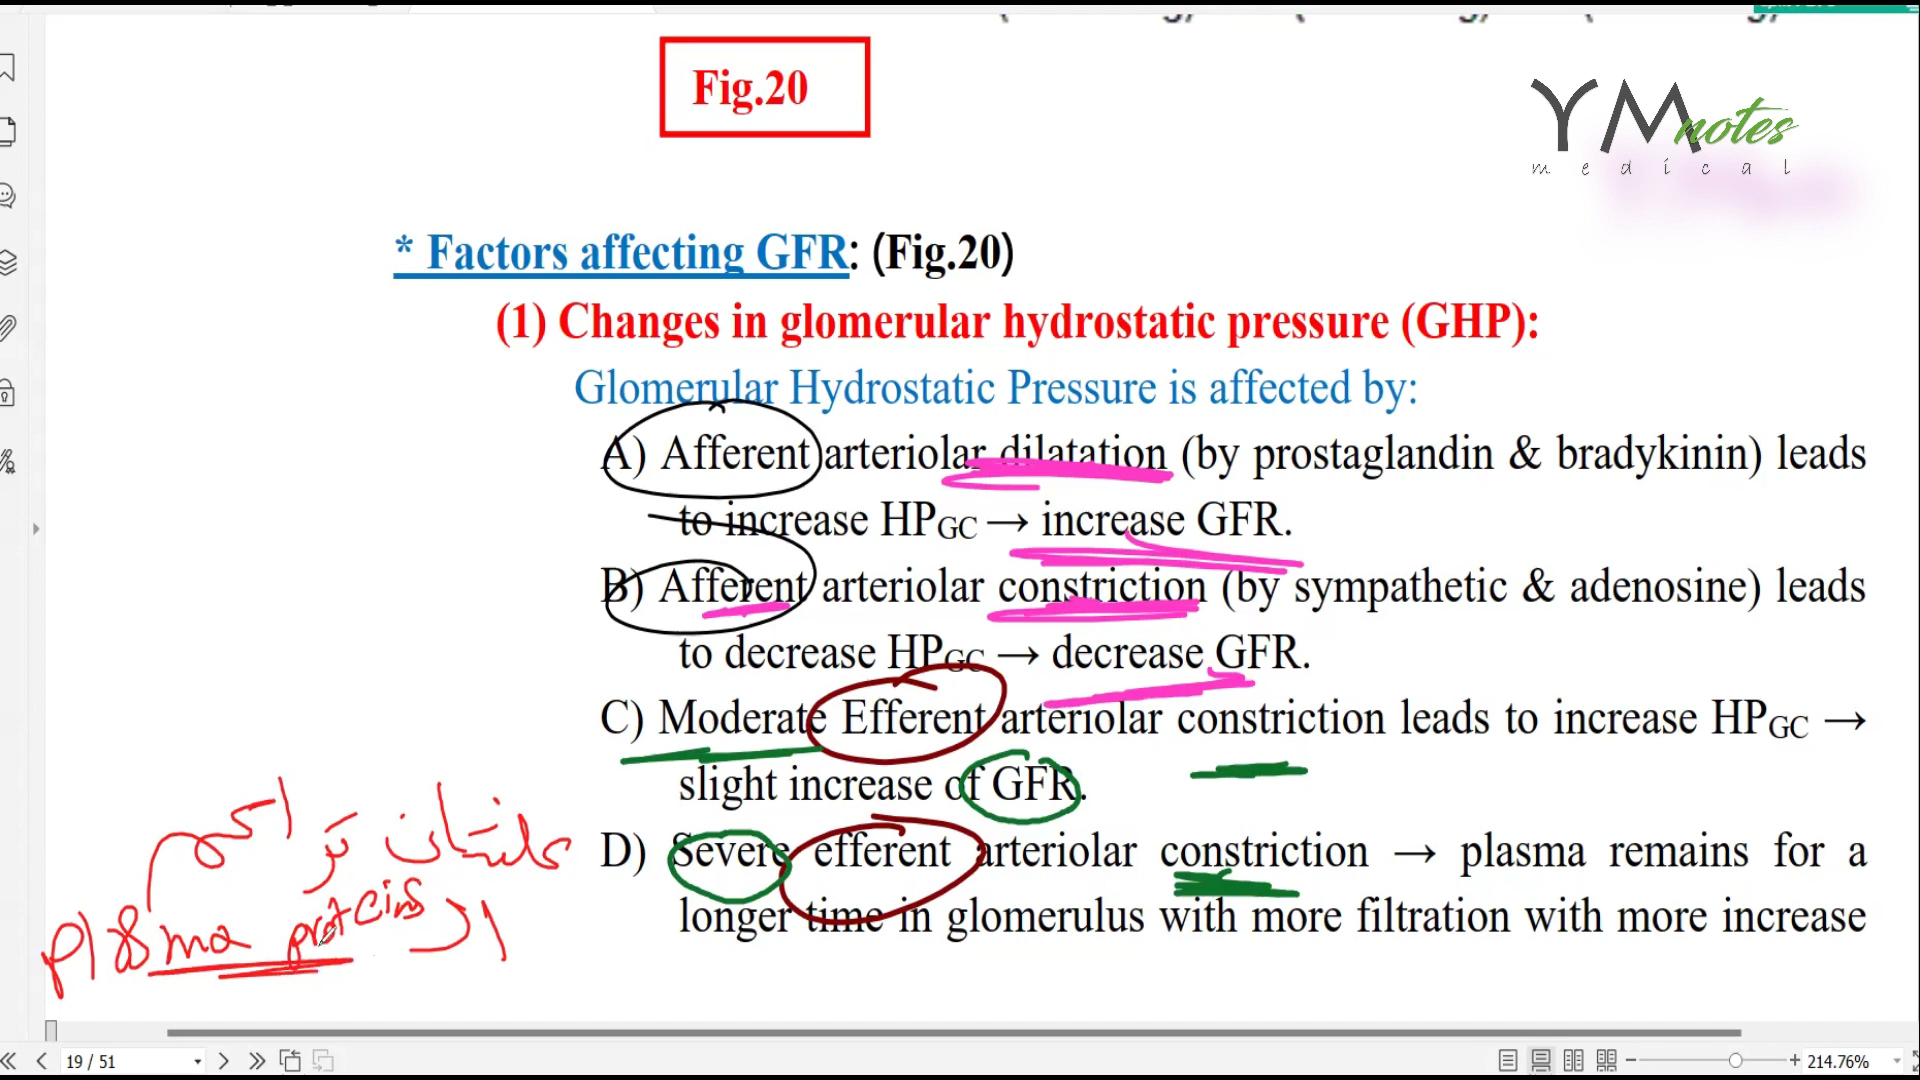 Fig.20
YM notes
medical
* Factors affecting GFR: (Fig.20)
(1) Changes in glomerular hydrostatic pressure (GHP):
Glomerular Hydrostatic Pressure is affected by:
A) Afferent arteriolar dilatation (by prostaglandin & bradykinin) leads
to increase HPGC → increase GFR.
B) Afferent arteriolar constriction (by sympathetic & adenosine) leads
to decrease HPGC → decrease GFR.
C) Moderate Efferent arteriolar constriction leads to increase HPGC →
slight increase of GFR.
D) Severe efferent arteriolar constriction → plasma remains for a
longer time in glomerulus with more filtration with more increase
علشان تراكم
ال plasma proteins
19 / 51
214.76%